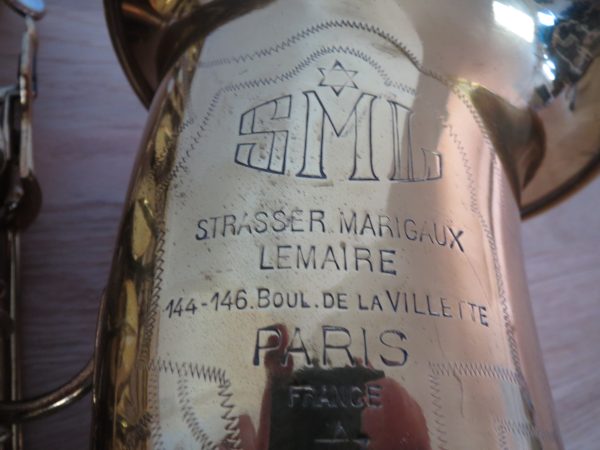 SML
STRASSER MARIGAUX
LEMAIRE
144-146. BOUL. DE LA VILLETTE
PARIS
FRANCE